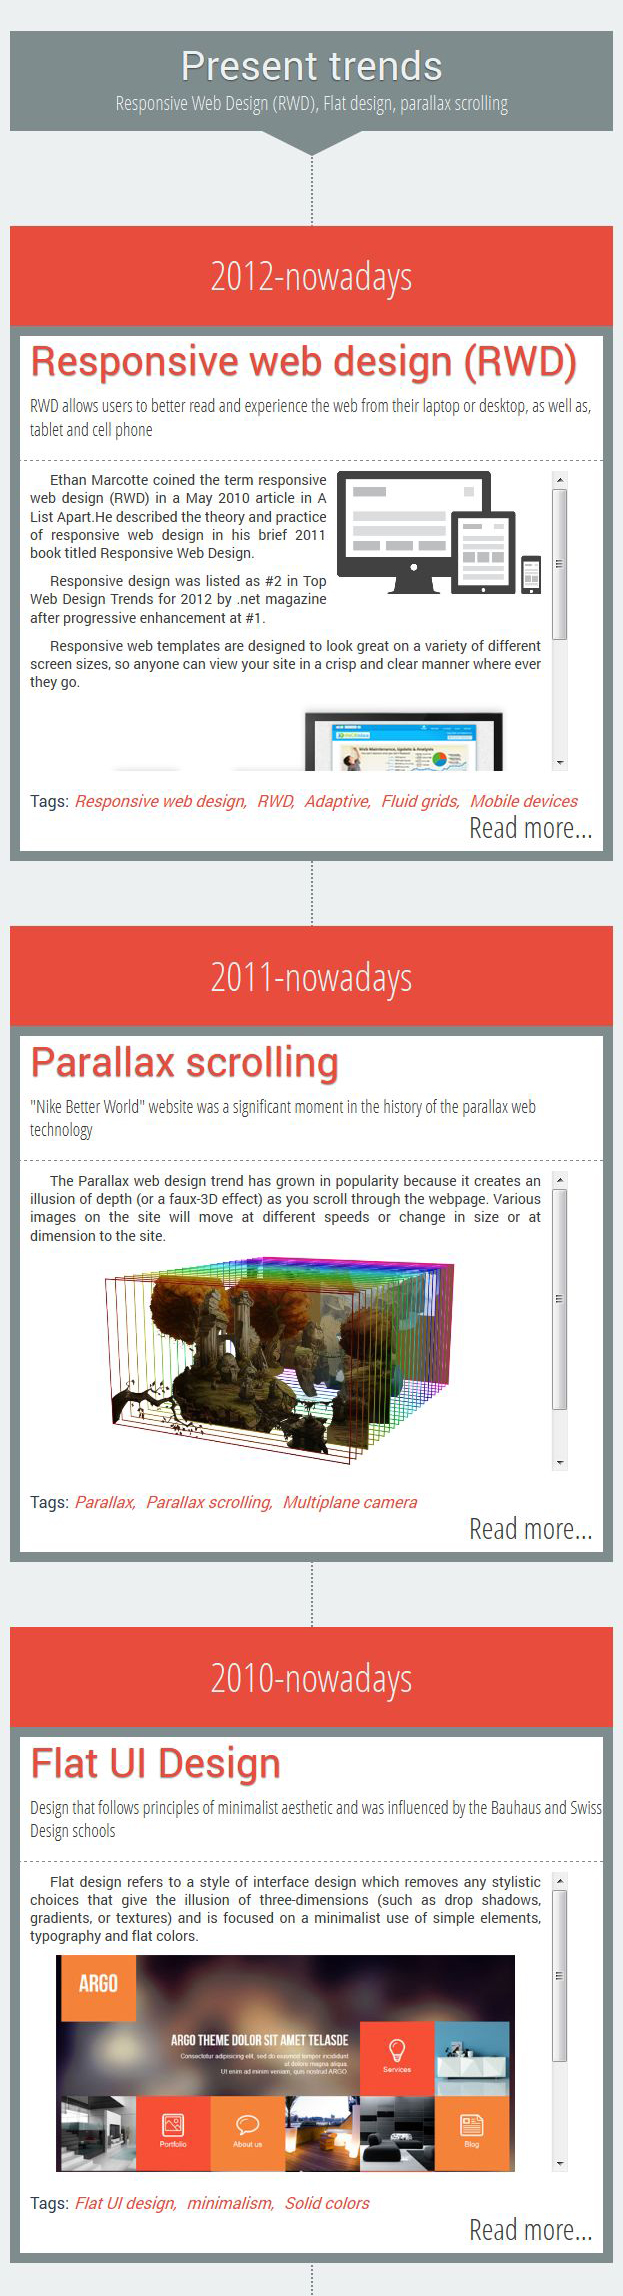 Present trends
Responsive Web Design (RWD), Flat design, parallax scrolling
2012-nowadays
Responsive web design (RWD)
RWD allows users to better read and experience the web from their laptop or desktop, as well as,
tablet and cell phone
Ethan Marcotte coined the term responsive
web design (RWD) in a May 2010 article in A
List Apart.He described the theory and practice
of responsive web design in his brief 2011
book titled Responsive Web Design.
Responsive design was listed as #2 in Top
Web Design Trends for 2012 by .net magazine
after progressive enhancement at #1.
Responsive web templates are designed to look great on a variety of different
screen sizes, so anyone can view your site in a crisp and clear manner where ever
they go.
Web Maintenance, Update & Analysis
Tags: Responsive web design, RWD, Adaptive, Fluid grids, Mobile devices
Read more...
2011-nowadays
Parallax scrolling
"Nike Better World" website was a significant moment in the history of the parallax web
technology
The Parallax web design trend has grown in popularity because it creates an
illusion of depth (or a faux-3D effect) as you scroll through the webpage. Various
images on the site will move at different speeds or change in size or at
dimension to the site.
Tags: Parallax, Parallax scrolling, Multiplane camera
Read more...
2010-nowadays
Flat UI Design
Design that follows principles of minimalist aesthetic and was influenced by the Bauhaus and Swiss
Design schools
Flat design refers to a style of interface design which removes any stylistic
choices that give the illusion of three-dimensions (such as drop shadows,
gradients, or textures) and is focused on a minimalist use of simple elements,
typography and flat colors.
ARGO
ARGO THEME DOLOR SIT AMET TELASDE
Consectetur adipisicing elit, sed do eiusmod tempor incididunt
ut dolore magna aliqua.
UT enim ad minim veniam, quis nostrud ARGO.
Services
Portfolio
About us
Blog
Tags: Flat UI design, minimalism, Solid colors
Read more...